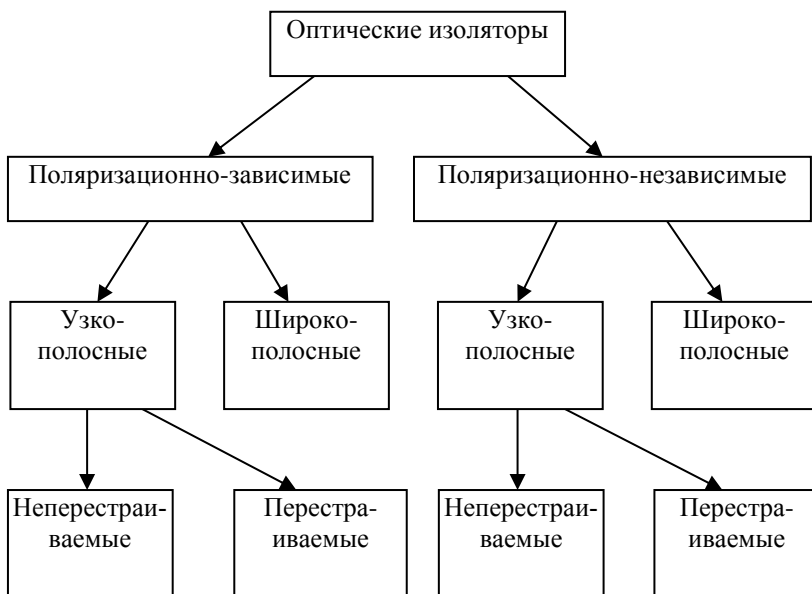 Оптические изоляторы
Поляризационно-зависимые
Поляризационно-независимые
Узко-
полосные
Широко-
полосные
Узко-
полосные
Широко-
полосные
Неперестраи-
ваемые
Перестра-
иваемые
Неперестраи-
ваемые
Перестра-
иваемые